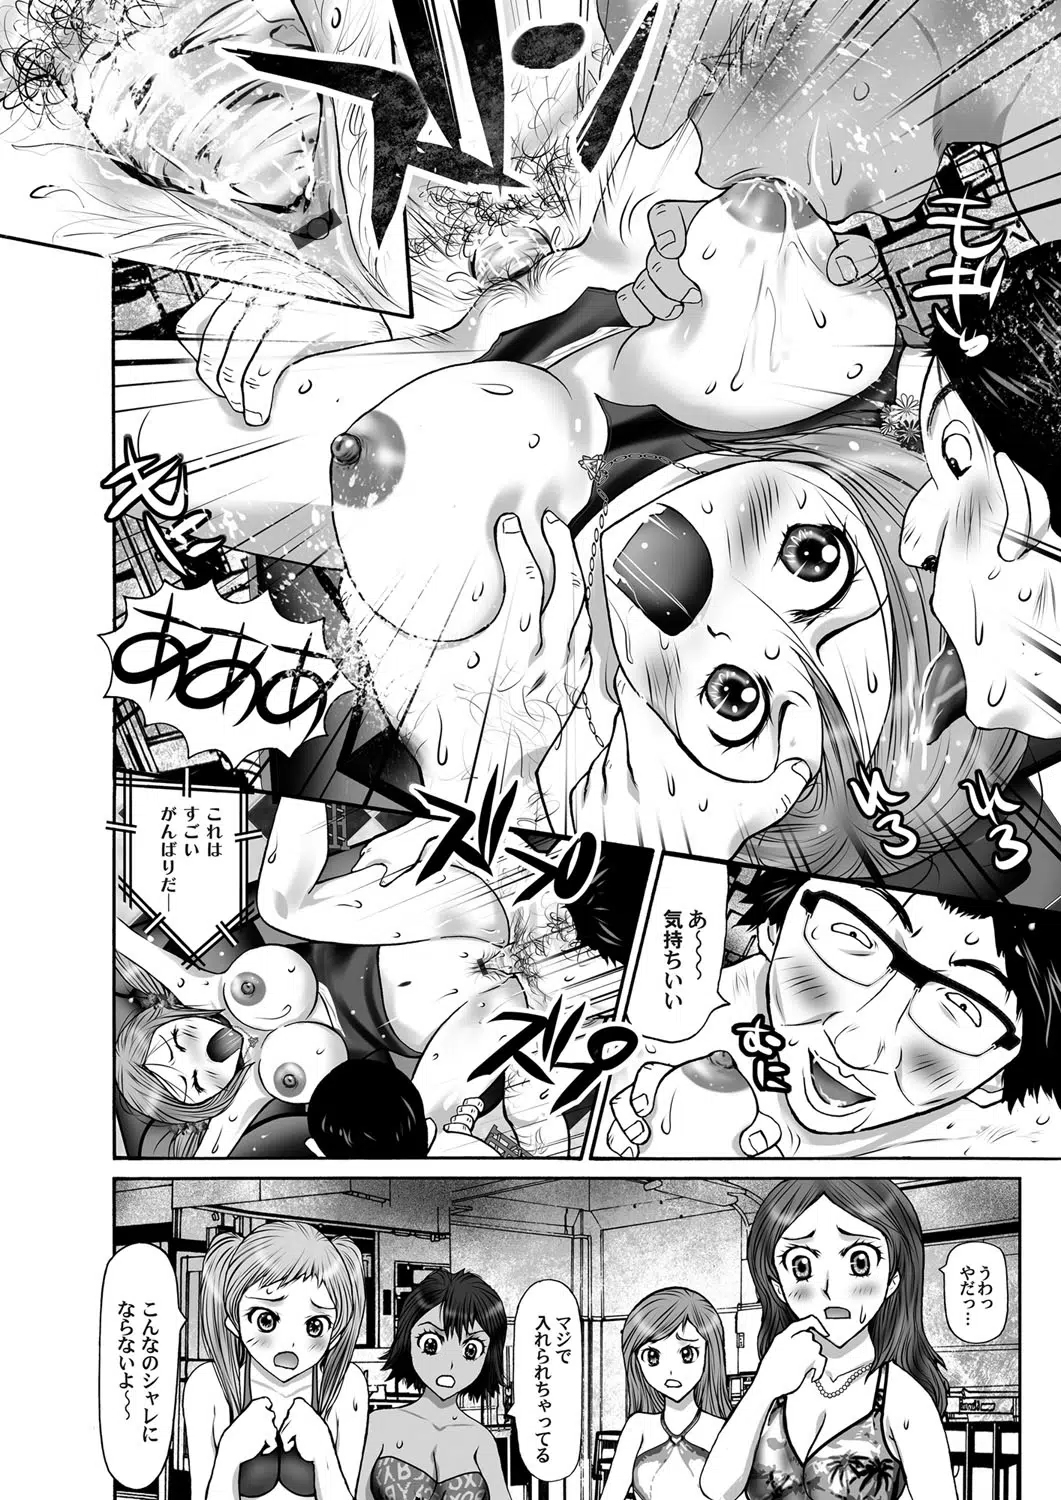 パン
もぎっ
もに
あああ
れろ
れろ
これは
すごい
がんばりだ―
ズプ
ズプ
あ～～
気持ちいい
むに
うわっ
やだっ…
マジで
入れられちゃってる
こんなのシャレに
ならないよ～